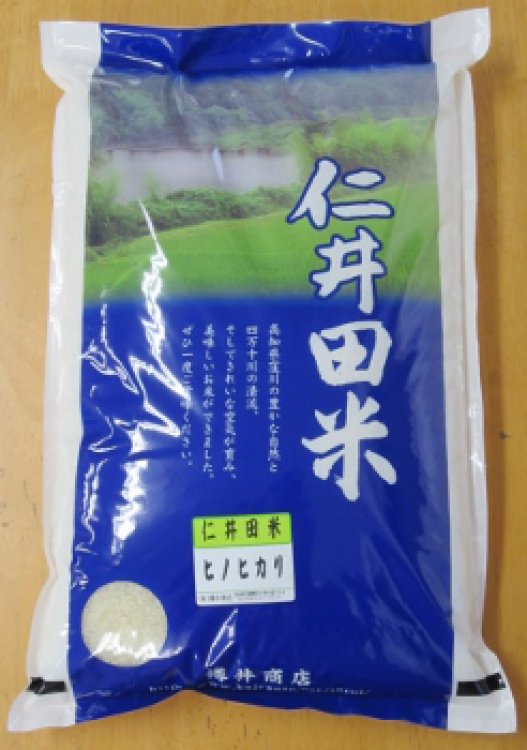 仁井田米
高知県窪川の豊かな自然と
四万十川の清流、
そしてきれいな空気が育み、
美味しいお米ができました。
ぜひ一度ご
ください。
仁井田米
ヒノヒカリ
井商店